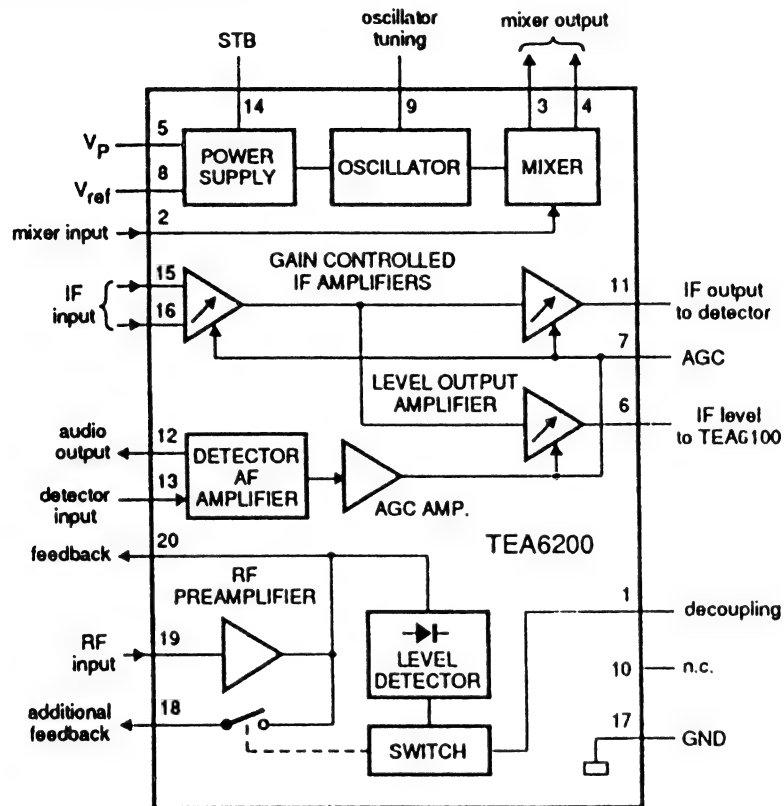 STB
oscillator
tuning
mixer output
14
9
3
4
5
VP
8
Vref
POWER
SUPPLY
OSCILLATOR
MIXER
2
mixer input
15
16
IF
input
GAIN CONTROLLED
IF AMPLIFIERS
11
IF output
to detector
7
AGC
LEVEL OUTPUT
AMPLIFIER
6
IF level
to TEA6100
audio
output
12
13
detector
input
DETECTOR
AF
AMPLIFIER
AGC AMP.
TEA6200
20
feedback
RF
PREAMPLIFIER
19
RF
input
LEVEL
DETECTOR
1
decoupling
10
n.c.
18
additional
feedback
SWITCH
17
GND